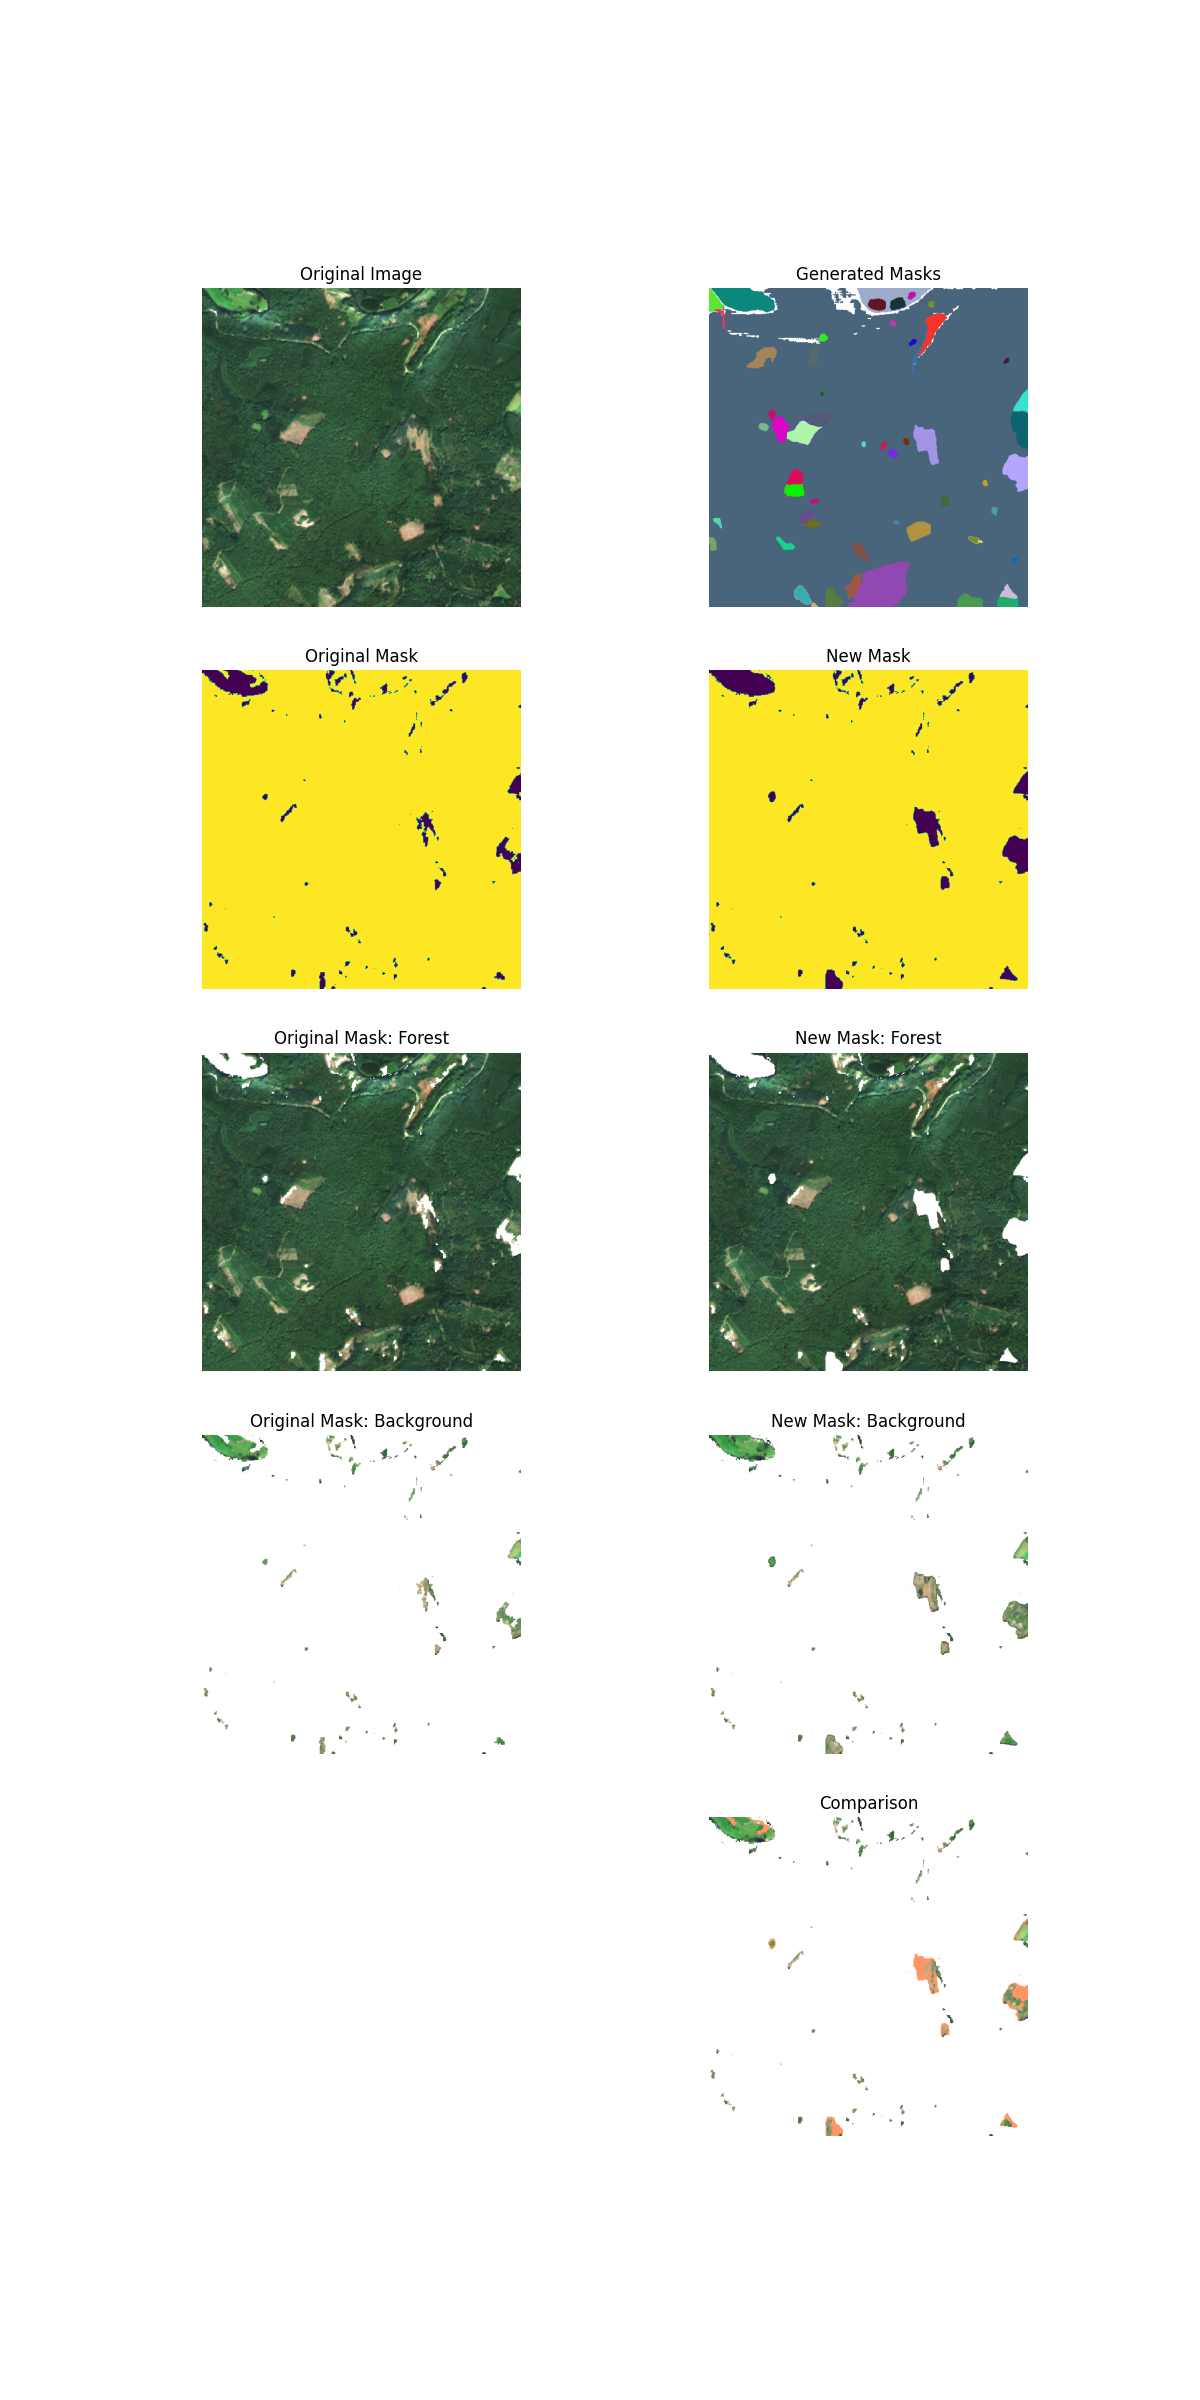 Original Image
Generated Masks
Original Mask
New Mask
Original Mask: Forest
New Mask: Forest
Original Mask: Background
New Mask: Background
Comparison